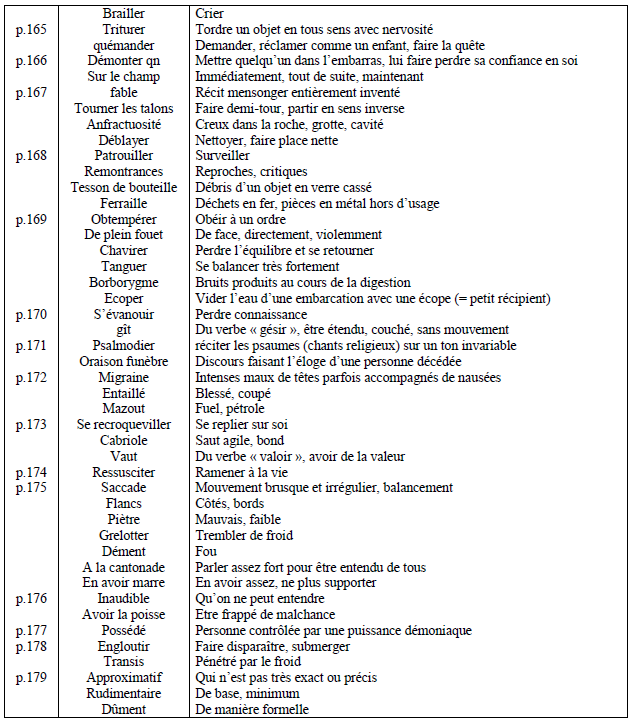 Brailler Crier
p.165 Triturer Tordre un objet en tous sens avec nervosité
quémander Demander, réclamer comme un enfant, faire la quête
p.166 Démonter qn Mettre quelqu'un dans l'embarras, lui faire perdre sa confiance en soi
Sur le champ Immédiatement, tout de suite, maintenant
p.167 fable Récit mensonger entièrement inventé
Tourner les talons Faire demi-tour, partir en sens inverse
Anfractuosité Creux dans la roche, grotte, cavité
Déblayer Nettoyer, faire place nette
p.168 Patrouiller Surveiller
Remontrances Reproches, critiques
Tesson de bouteille Débris d'un objet en verre cassé
Ferraille Déchets en fer, pièces en métal hors d'usage
p.169 Obtempérer Obéir à un ordre
De plein fouet De face, directement, violemment
Chavirer Perdre l'équilibre et se retourner
Tanguer Se balancer très fortement
Borborygme Bruits produits au cours de la digestion
Ecoper Vider l'eau d'une embarcation avec une écope (= petit récipient)
p.170 S'évanouir Perdre connaissance
gît Du verbe « gésir », être étendu, couché, sans mouvement
p.171 Psalmodier réciter les psaumes (chants religieux) sur un ton invariable
Oraison funèbre Discours faisant l'éloge d'une personne décédée
p.172 Migraine Intenses maux de têtes parfois accompagnés de nausées
Entaillé Blessé, coupé
Mazout Fuel, pétrole
p.173 Se recroqueviller Se replier sur soi
Cabriole Saut agile, bond
Vaut Du verbe « valoir », avoir de la valeur
p.174 Ressusciter Ramener à la vie
p.175 Saccade Mouvement brusque et irrégulier, balancement
Flancs Côtés, bords
Piètre Mauvais, faible
Grelotter Trembler de froid
Dément Fou
A la cantonade Parler assez fort pour être entendu de tous
En avoir marre En avoir assez, ne plus supporter
p.176 Inaudible Qu'on ne peut entendre
Avoir la poisse Etre frappé de malchance
p.177 Possédé Personne contrôlée par une puissance démoniaque
p.178 Engloutir Faire disparaître, submerger
Transis Pénétré par le froid
p.179 Approximatif Qui n'est pas très exact ou précis
Rudimentaire De base, minimum
Dûment De manière formelle